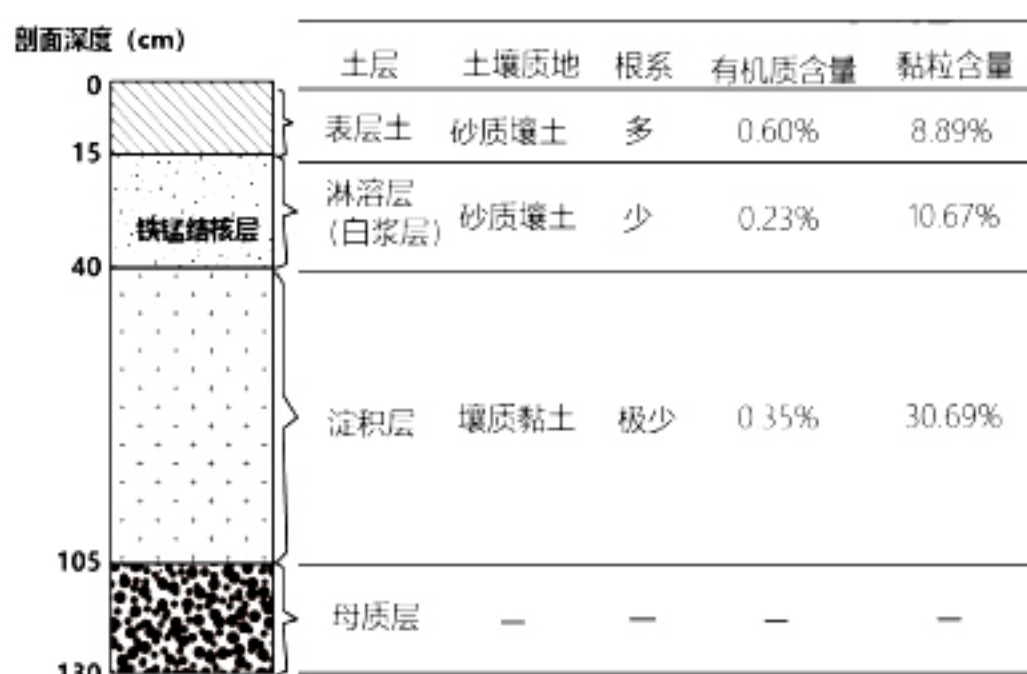 剖面深度（cm）
土层 土壤质地 根系 有机质含量 黏粒含量
0
表层土 砂质壤土 多 0.60% 8.89%
15
淋溶层
（白浆层） 砂质壤土 少 0.23% 10.67%
铁锰结核层
40
淀积层 壤质黏土 极少 0.35% 30.69%
105
母质层 — — — —
130